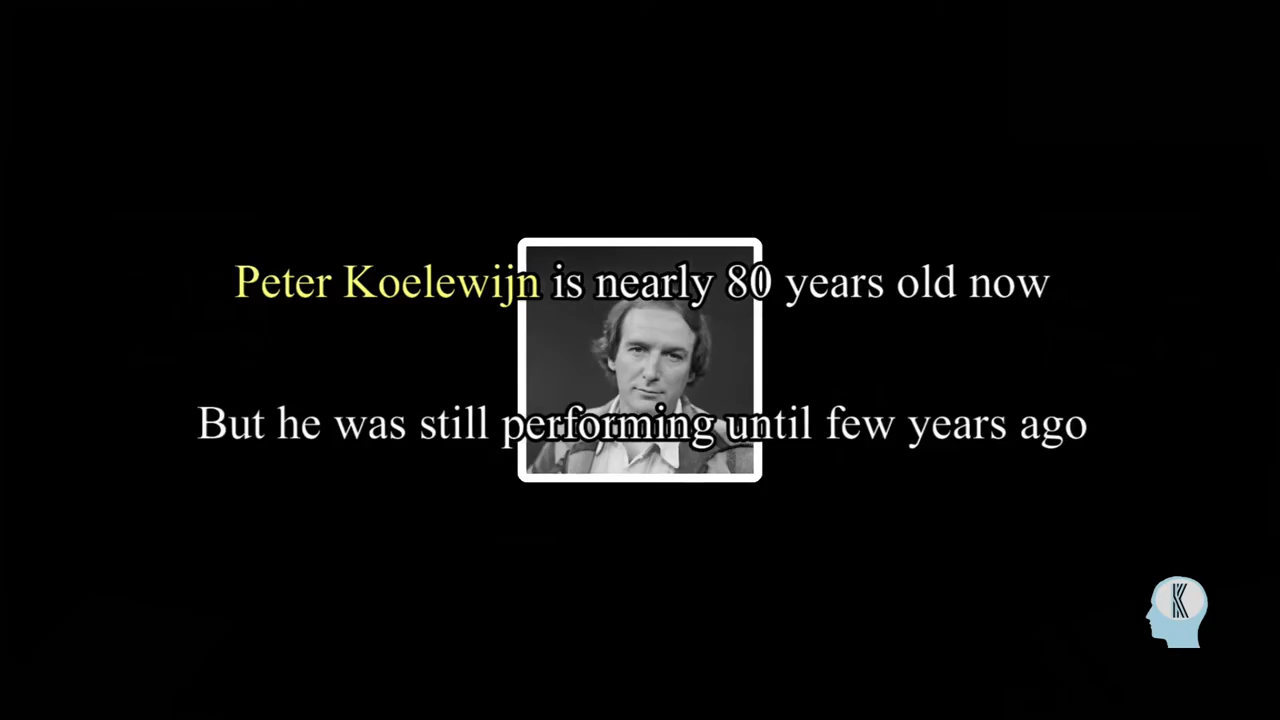 Peter Koelewijn is nearly 80 years old now
But he was still performing until few years ago
K